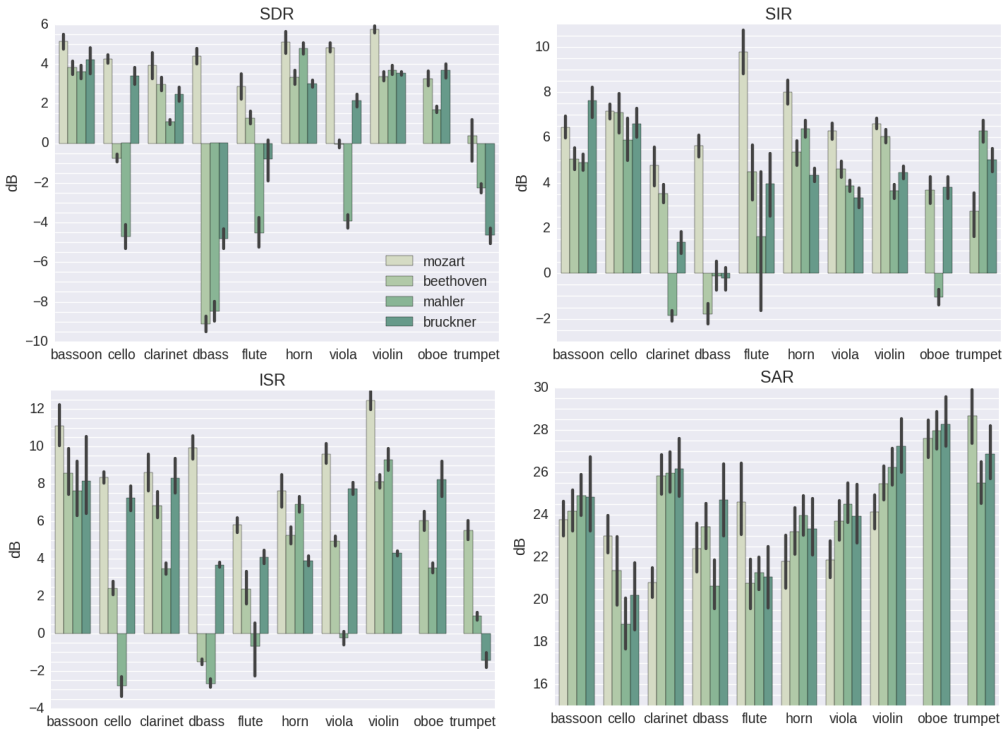 SDR
6
4
2
0
−2
−4
−6
−8
−10
dB
mozart
beethoven
mahler
bruckner
bassoon cello clarinet dbass flute horn viola violin oboe trumpet
SIR
10
8
6
4
2
0
−2
dB
bassoon cello clarinet dbass flute horn viola violin oboe trumpet
ISR
12
10
8
6
4
2
0
−2
−4
dB
bassoon cello clarinet dbass flute horn viola violin oboe trumpet
SAR
30
28
26
24
22
20
18
16
dB
bassoon cello clarinet dbass flute horn viola violin oboe trumpet